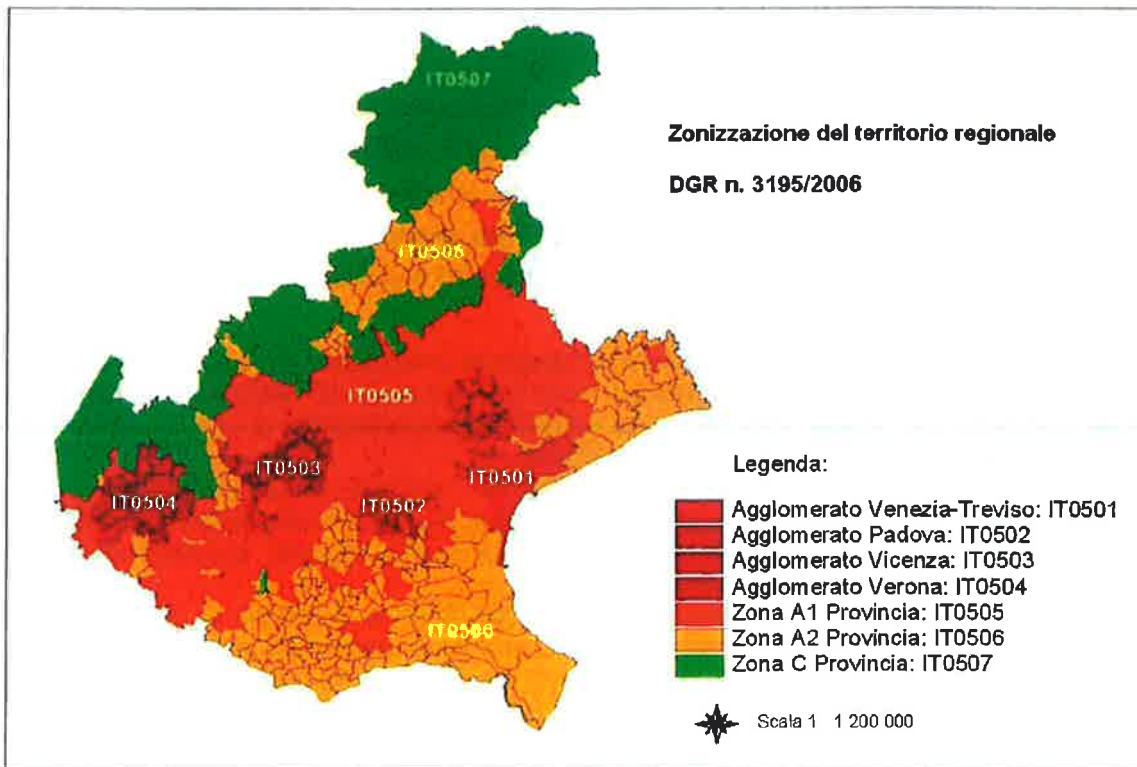 IT0507
Zonizzazione del territorio regionale
DGR n. 3195/2006
IT0506
IT0505
IT0503
IT0501
IT0504
IT0502
IT0506
Legenda:
Agglomerato Venezia-Treviso: IT0501
Agglomerato Padova: IT0502
Agglomerato Vicenza: IT0503
Agglomerato Verona: IT0504
Zona A1 Provincia: IT0505
Zona A2 Provincia: IT0506
Zona C Provincia: IT0507
Scala 1 1 200 000